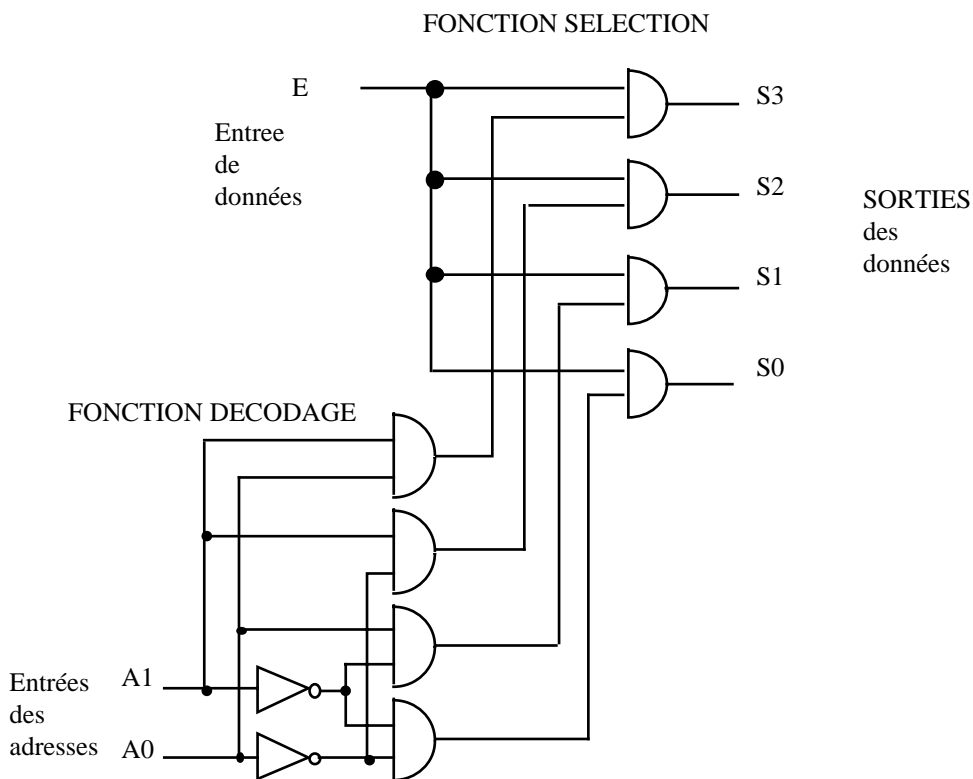 FONCTION SELECTION
E
S3
Entree
de
données
S2
SORTIES
des
données
S1
S0
FONCTION DECODAGE
Entrées
des
adresses
A1
A0